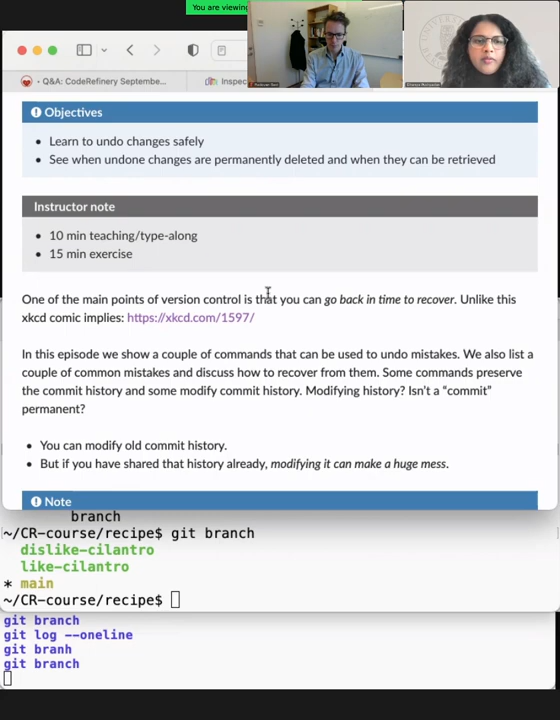 You are viewing
Q&A: CodeRefinery Septembe...
Inspec
Objectives
• Learn to undo changes safely
• See when undone changes are permanently deleted and when they can be retrieved
Instructor note
• 10 min teaching/type-along
• 15 min exercise
One of the main points of version control is that you can go back in time to recover. Unlike this
xkcd comic implies: https://xkcd.com/1597/
In this episode we show a couple of commands that can be used to undo mistakes. We also list a
couple of common mistakes and discuss how to recover from them. Some commands preserve
the commit history and some modify commit history. Modifying history? Isn't a "commit"
permanent?
• You can modify old commit history.
• But if you have shared that history already, modifying it can make a huge mess.
Note
branch
~/CR-course/recipe$ git branch
dislike-cilantro
like-cilantro
* main
~/CR-course/recipe$
git branch
git log --oneline
git branh
git branch